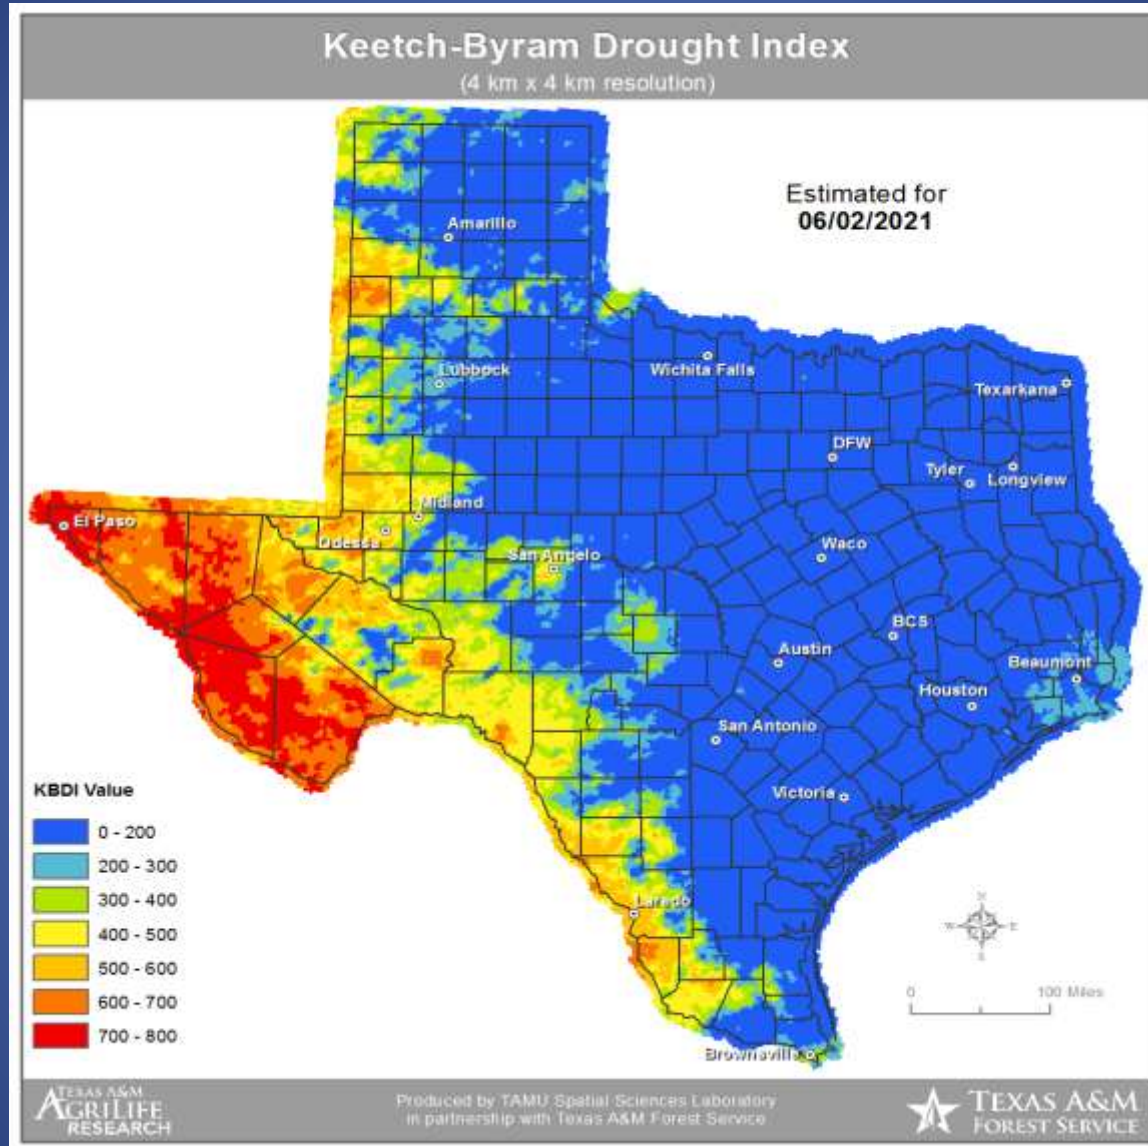 Keetch-Byram Drought Index
(4 km x 4 km resolution)
Estimated for
06/02/2021
Amarillo
Lubbock
Wichita Falls
Texarkana
DFW
Tyler
Longview
Midland
El Paso
Odessa
San Angelo
Waco
BCS
Austin
Beaumont
Houston
San Antonio
Victoria
KBDI Value
0 - 200
200 - 300
300 - 400
400 - 500
500 - 600
600 - 700
700 - 800
Laredo
N
W E
S
0 100 Miles
Brownsville
TEXAS A&M
AGRILIFE
RESEARCH
Produced by TAMU Spatial Sciences Laboratory
in partnership with Texas A&M Forest Service
TEXAS A&M
FOREST SERVICE